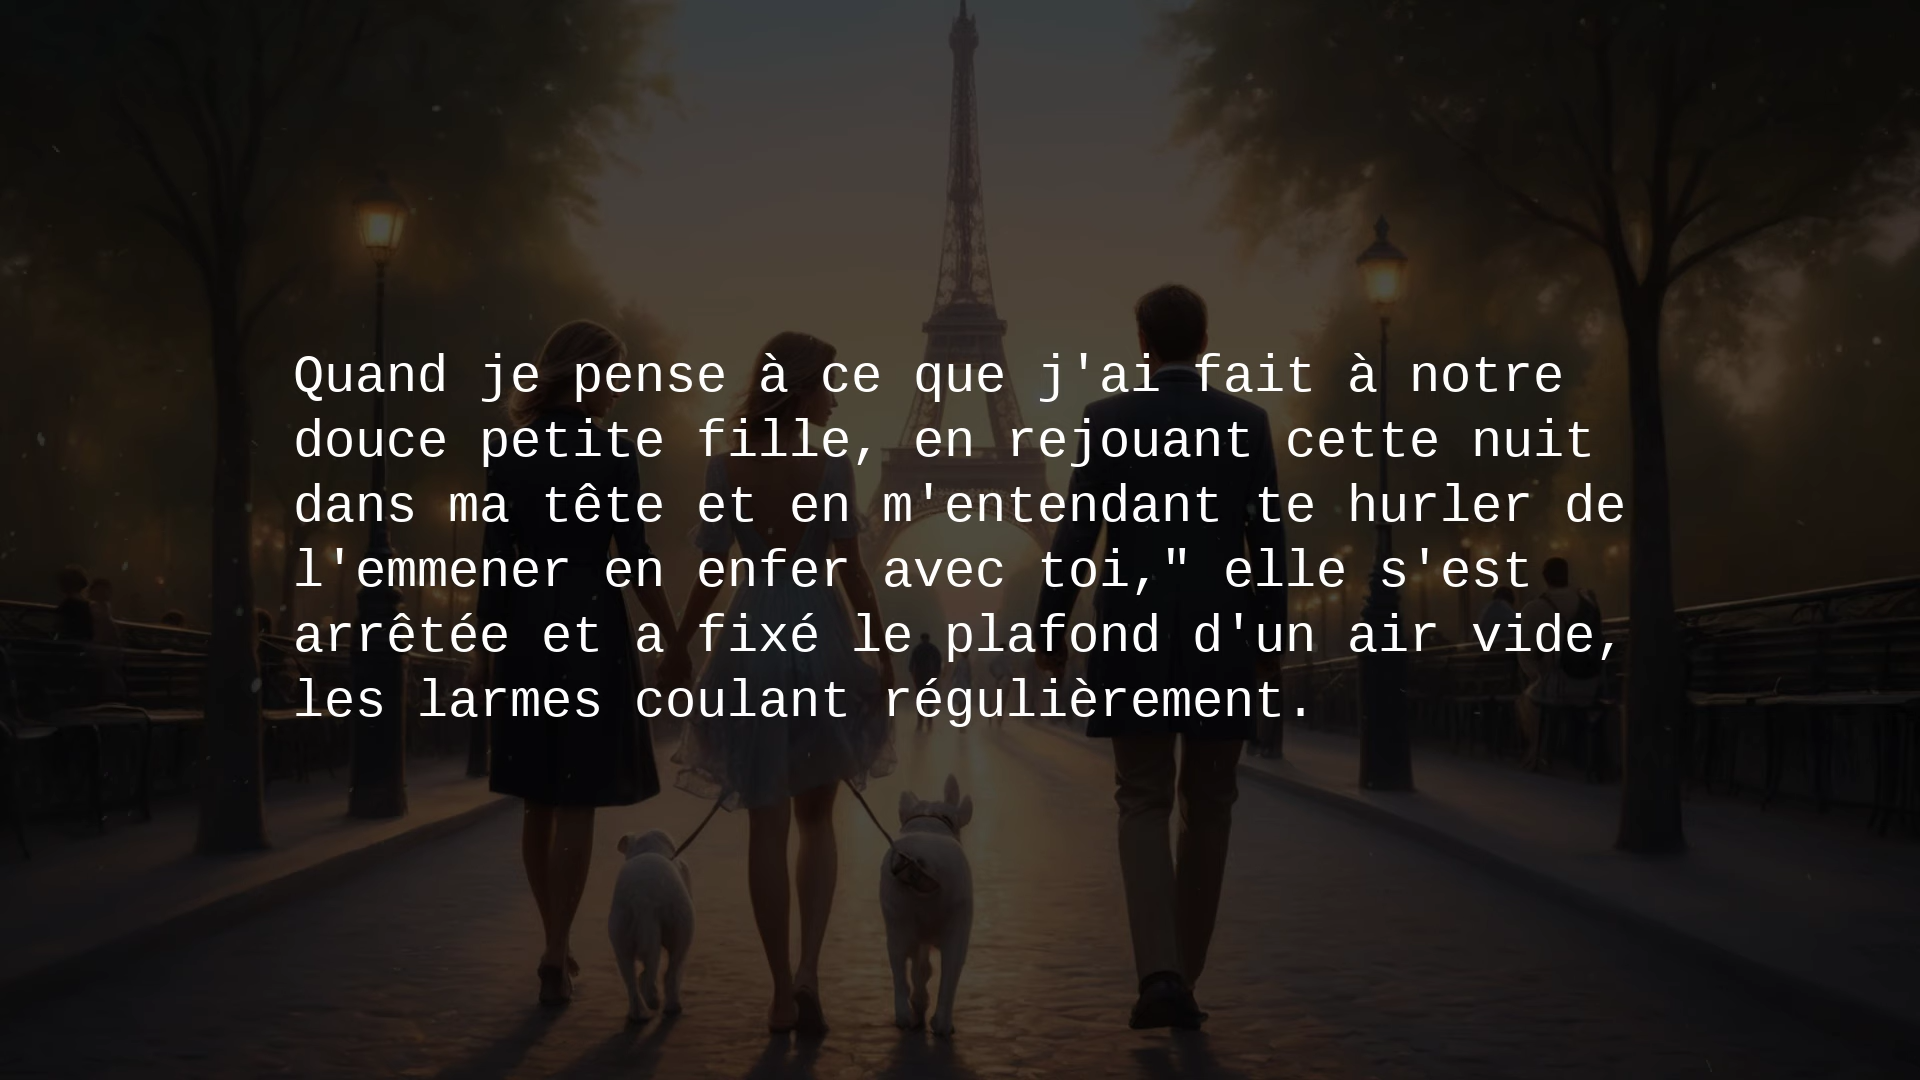 Quand je pense à ce que j'ai fait à notre
douce petite fille, en rejouant cette nuit
dans ma tête et en m'entendant te hurler de
l'emmener en enfer avec toi," elle s'est
arrêtée et a fixé le plafond d'un air vide,
les larmes coulant régulièrement.